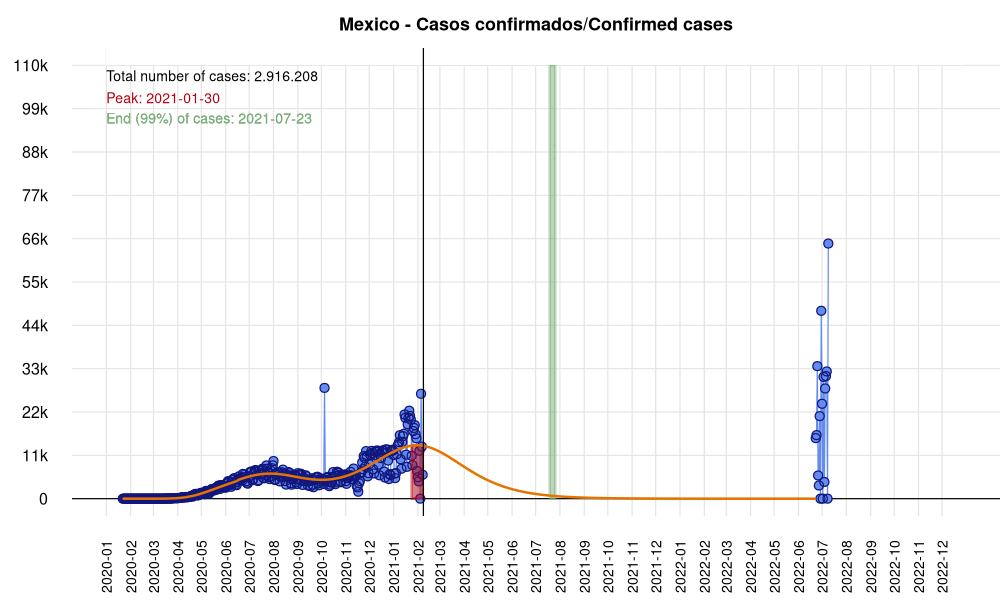 Mexico - Casos confirmados/Confirmed cases
Total number of cases: 2.916.208
Peak: 2021-01-30
End (99%) of cases: 2021-07-23
110k
99k
88k
77k
66k
55k
44k
33k
22k
11k
0
2020-01
2020-02
2020-03
2020-04
2020-05
2020-06
2020-07
2020-08
2020-09
2020-10
2020-11
2020-12
2021-01
2021-02
2021-03
2021-04
2021-05
2021-06
2021-07
2021-08
2021-09
2021-10
2021-11
2021-12
2022-01
2022-02
2022-03
2022-04
2022-05
2022-06
2022-07
2022-08
2022-09
2022-10
2022-11
2022-12